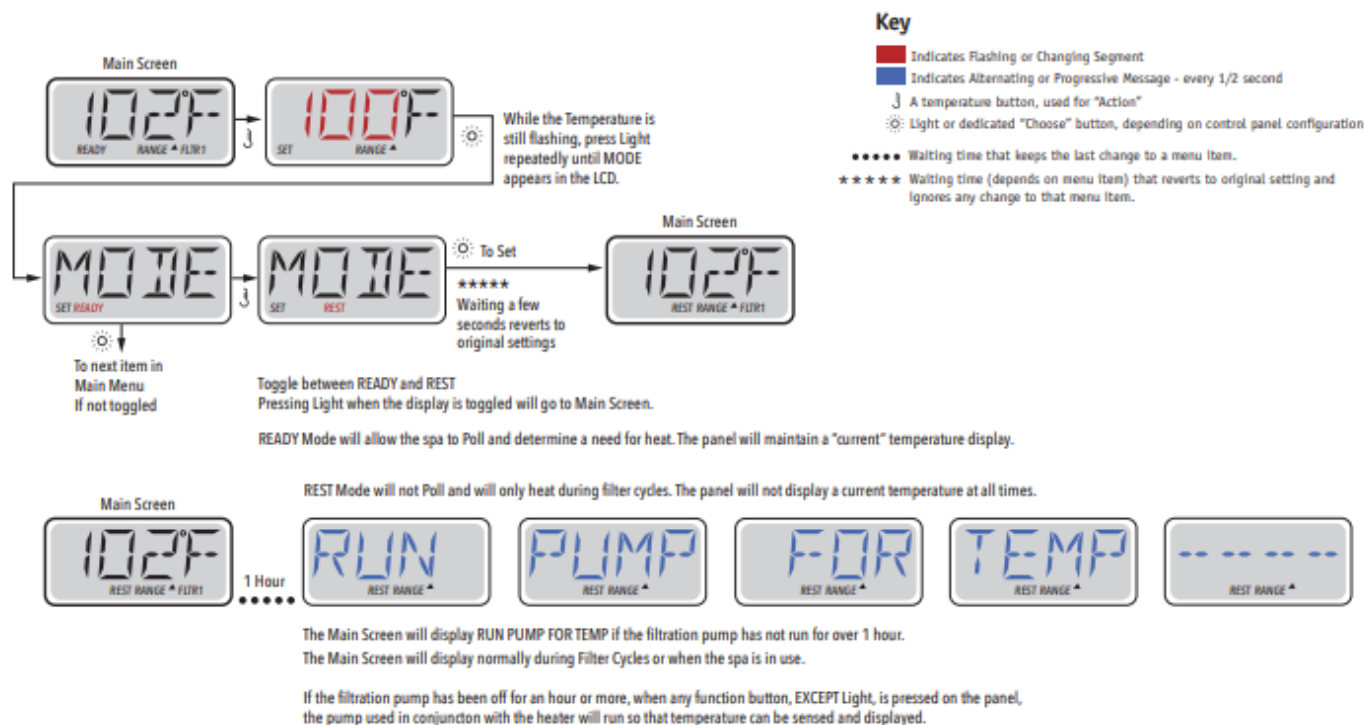 Key
Indicates Flashing or Changing Segment
Indicates Alternating or Progressive Message - every 1/2 second
A temperature button, used for "Action"
Light or dedicated "Choose" button, depending on control panel configuration
••••• Waiting time that keeps the last change to a menu item.
***** Waiting time (depends on menu item) that reverts to original setting and
ignores any change to that menu item.
Main Screen
102°F
READY RANGE ▲ FLTR1
100°F
SET RANGE ▲
While the Temperature is
still flashing, press Light
repeatedly until MODE
appears in the LCD.
MODE
SET READY
MODE
SET REST
To Set
*****
Waiting a few
seconds reverts to
original settings
Main Screen
102°F
REST RANGE ▲ FLTR1
To next item in
Main Menu
If not toggled
Toggle between READY and REST
Pressing Light when the display is toggled will go to Main Screen.
READY Mode will allow the spa to Poll and determine a need for heat. The panel will maintain a "current" temperature display.
REST Mode will not Poll and will only heat during filter cycles. The panel will not display a current temperature at all times.
Main Screen
102°F
REST RANGE ▲ FLTR1
1 Hour
•••••
RUN
REST RANGE ▲
PUMP
REST RANGE ▲
FOR
REST RANGE ▲
TEMP
REST RANGE ▲
-- -- -- --
REST RANGE ▲
The Main Screen will display RUN PUMP FOR TEMP if the filtration pump has not run for over 1 hour.
The Main Screen will display normally during Filter Cycles or when the spa is in use.
If the filtration pump has been off for an hour or more, when any function button, EXCEPT Light, is pressed on the panel,
the pump used in conjuncton with the heater will run so that temperature can be sensed and displayed.